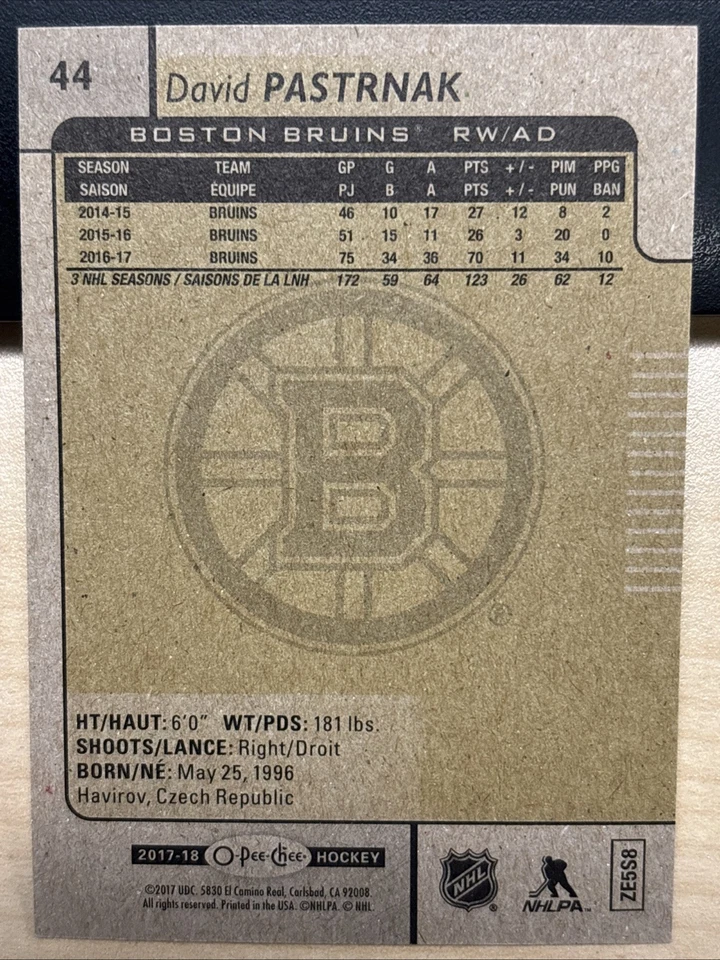 44
David PASTRNAK
BOSTON BRUINS® RW/AD
SEASON TEAM GP G A PTS +/- PIM PPG
SAISON ÉQUIPE PJ B A PTS +/- PUN BAN
2014-15 BRUINS 46 10 17 27 12 8 2
2015-16 BRUINS 51 15 11 26 3 20 0
2016-17 BRUINS 75 34 36 70 11 34 10
3 NHL SEASONS / SAISONS DE LA LNH 172 59 64 123 26 62 12
B
®
HT/HAUT: 6'0" WT/PDS: 181 lbs.
SHOOTS/LANCE: Right/Droit
BORN/NÉ: May 25, 1996
Havirov, Czech Republic
2017-18 O-Pee-Chee® HOCKEY
©2017 UDC. 5830 El Camino Real, Carlsbad, CA 92008.
All rights reserved. Printed in the USA. ©NHLPA. © NHL.
NHL®
NHLPA™
ZE5S8